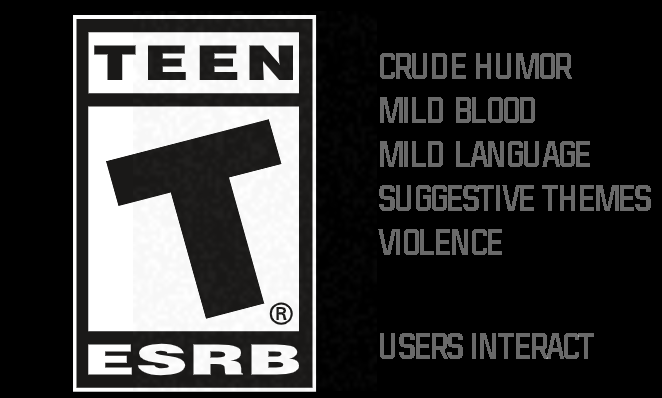 TEEN
T
®
ESRB
CRUDE HUMOR
MILD BLOOD
MILD LANGUAGE
SUGGESTIVE THEMES
VIOLENCE
USERS INTERACT